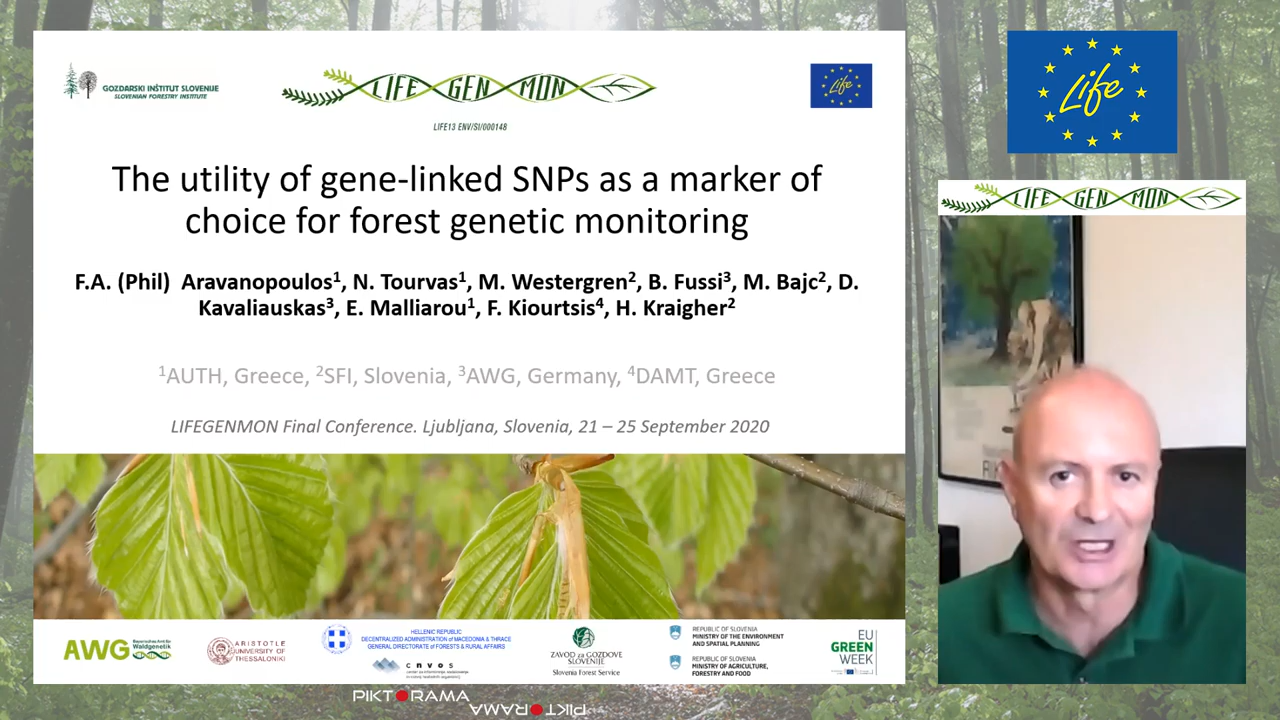 GOZDARSKI INŠTITUT SLOVENIJE
SLOVENIAN FORESTRY INSTITUTE
LIFE GEN MON
LIFE13 ENV/SI/000148
Life
The utility of gene-linked SNPs as a marker of
choice for forest genetic monitoring
F.A. (Phil) Aravanopoulos¹, N. Tourvas¹, M. Westergren², B. Fussi³, M. Bajc², D.
Kavaliauskas³, E. Malliarou¹, F. Kiourtsis⁴, H. Kraigher²
¹AUTH, Greece, ²SFI, Slovenia, ³AWG, Germany, ⁴DAMT, Greece
LIFEGENMON Final Conference. Ljubljana, Slovenia, 21 – 25 September 2020
AWG
Waldgenetik
ARISTOTLE
UNIVERSITY OF
THESSALONIKI
HELLENIC REPUBLIC
DECENTRALIZED ADMINISTRATION of MACEDONIA & THRACE
GENERAL DIRECTORATE OF FORESTS & RURAL AFFAIRS
cnvos
ZAVOD za GOZDOVE
SLOVENIJE
Slovenia Forest Service
REPUBLIC OF SLOVENIA
MINISTRY OF THE ENVIRONMENT
AND SPATIAL PLANNING
REPUBLIC OF SLOVENIA
MINISTRY OF AGRICULTURE,
FORESTRY AND FOOD
EU
GREEN
WEEK
PIKTORAMA
PIKTORAMA
Life
LIFE GEN MON